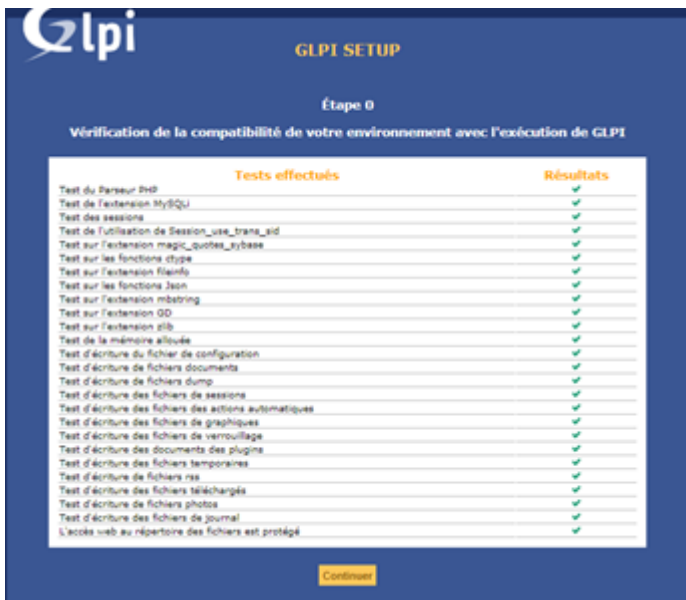 Glpi
GLPI SETUP
Étape 0
Vérification de la compatibilité de votre environnement avec l'exécution de GLPI
Tests effectués Résultats
Test du Parseur PHP
Test de l'extension MySQLi
Test des sessions
Test de l'utilisation de Session_use_trans_sid
Test sur l'extension magic_quotes_sybase
Test sur les fonctions ctype
Test sur l'extension fileinfo
Test sur les fonctions Json
Test sur l'extension mbstring
Test sur l'extension GD
Test sur l'extension zlib
Test de la mémoire allouée
Test d'écriture du fichier de configuration
Test d'écriture de fichiers documents
Test d'écriture de fichiers dump
Test d'écriture des fichiers de sessions
Test d'écriture des fichiers des actions automatiques
Test d'écriture des fichiers de graphiques
Test d'écriture des fichiers de verrouillage
Test d'écriture des documents des plugins
Test d'écriture des fichiers temporaires
Test d'écriture de fichiers rss
Test d'écriture des fichiers téléchargés
Test d'écriture de fichiers photos
Test d'écriture des fichiers de journal
L'accès web au répertoire des fichiers est protégé
Continuer